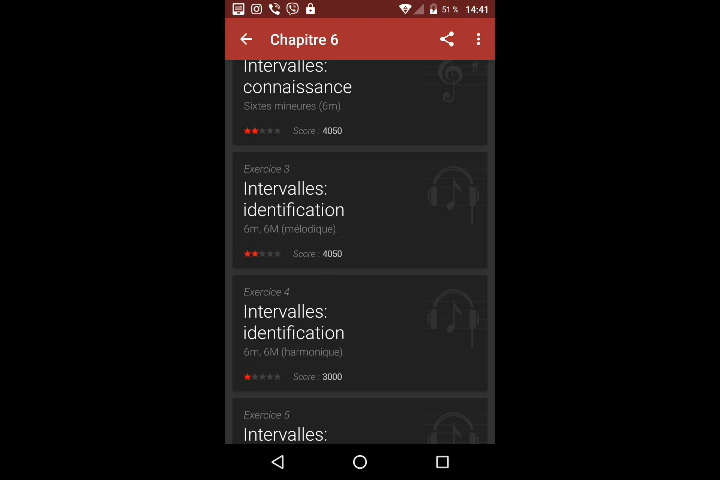 51 % 14:41
Chapitre 6
Intervalles:
connaissance
Sixtes mineures (6m)
Score : 4050
Exercice 3
Intervalles:
identification
6m, 6M (mélodique).
Score : 4050
Exercice 4
Intervalles:
identification
6m, 6M (harmonique)
Score : 3000
Exercice 5
Intervalles: